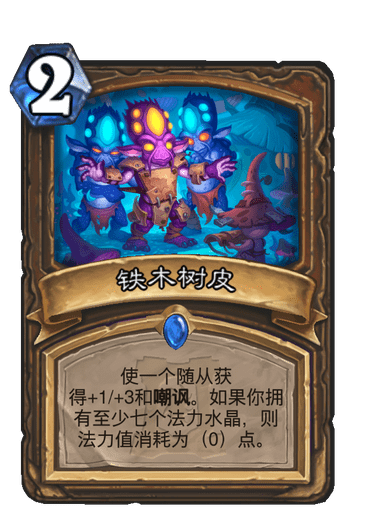 2
铁木树皮
使一个随从获
得+1/+3和嘲讽。如果你拥
有至少七个法力水晶，则
法力值消耗为（0）点。